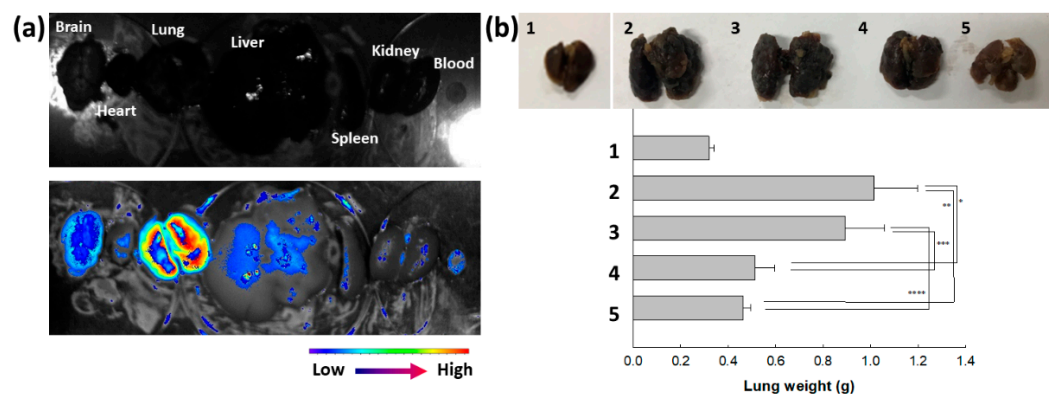 (a)
Brain
Lung
Liver
Kidney
Blood
Heart
Spleen
Low
High
(b)
1
2
3
4
5
1
2
3
4
5
*
**
***
****
0.0 0.2 0.4 0.6 0.8 1.0 1.2 1.4
Lung weight (g)